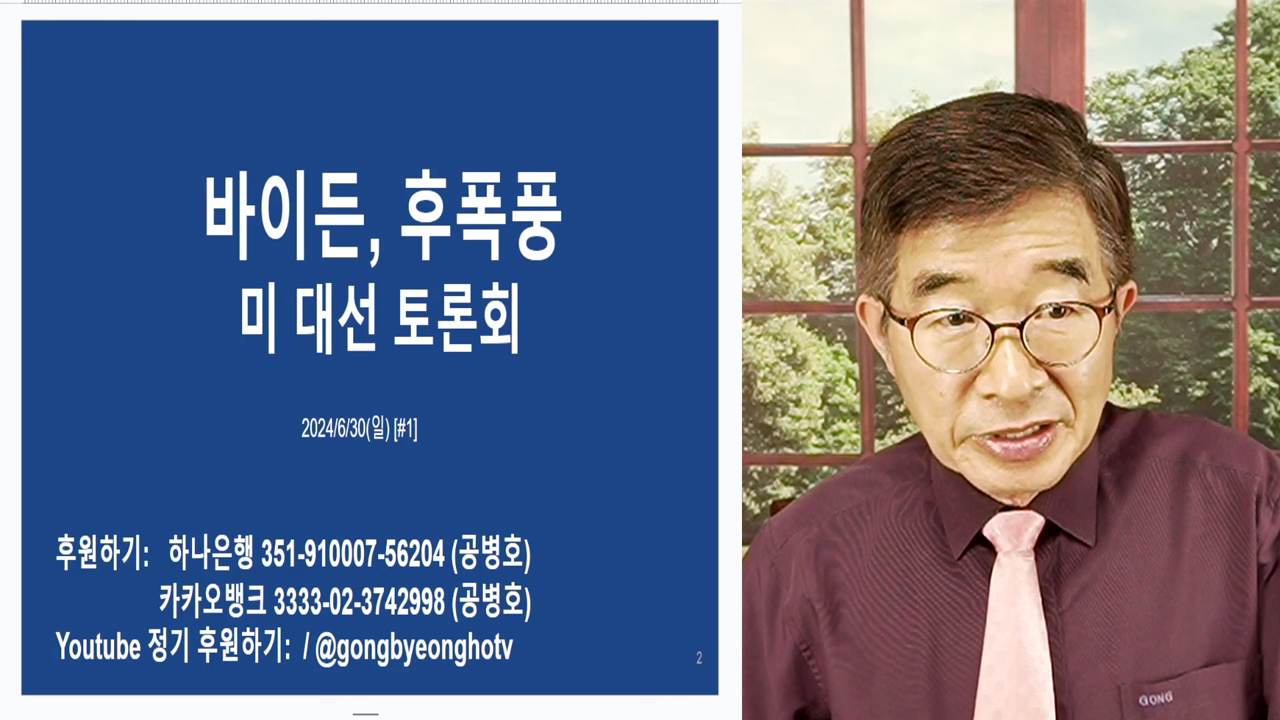 바이든, 후폭풍
미 대선 토론회
2024/6/30(일) [#1]
후원하기: 하나은행 351-910007-56204 (공병호)
카카오뱅크 3333-02-3742998 (공병호)
Youtube 정기 후원하기: / @gongbyeonghotv
2
GONG